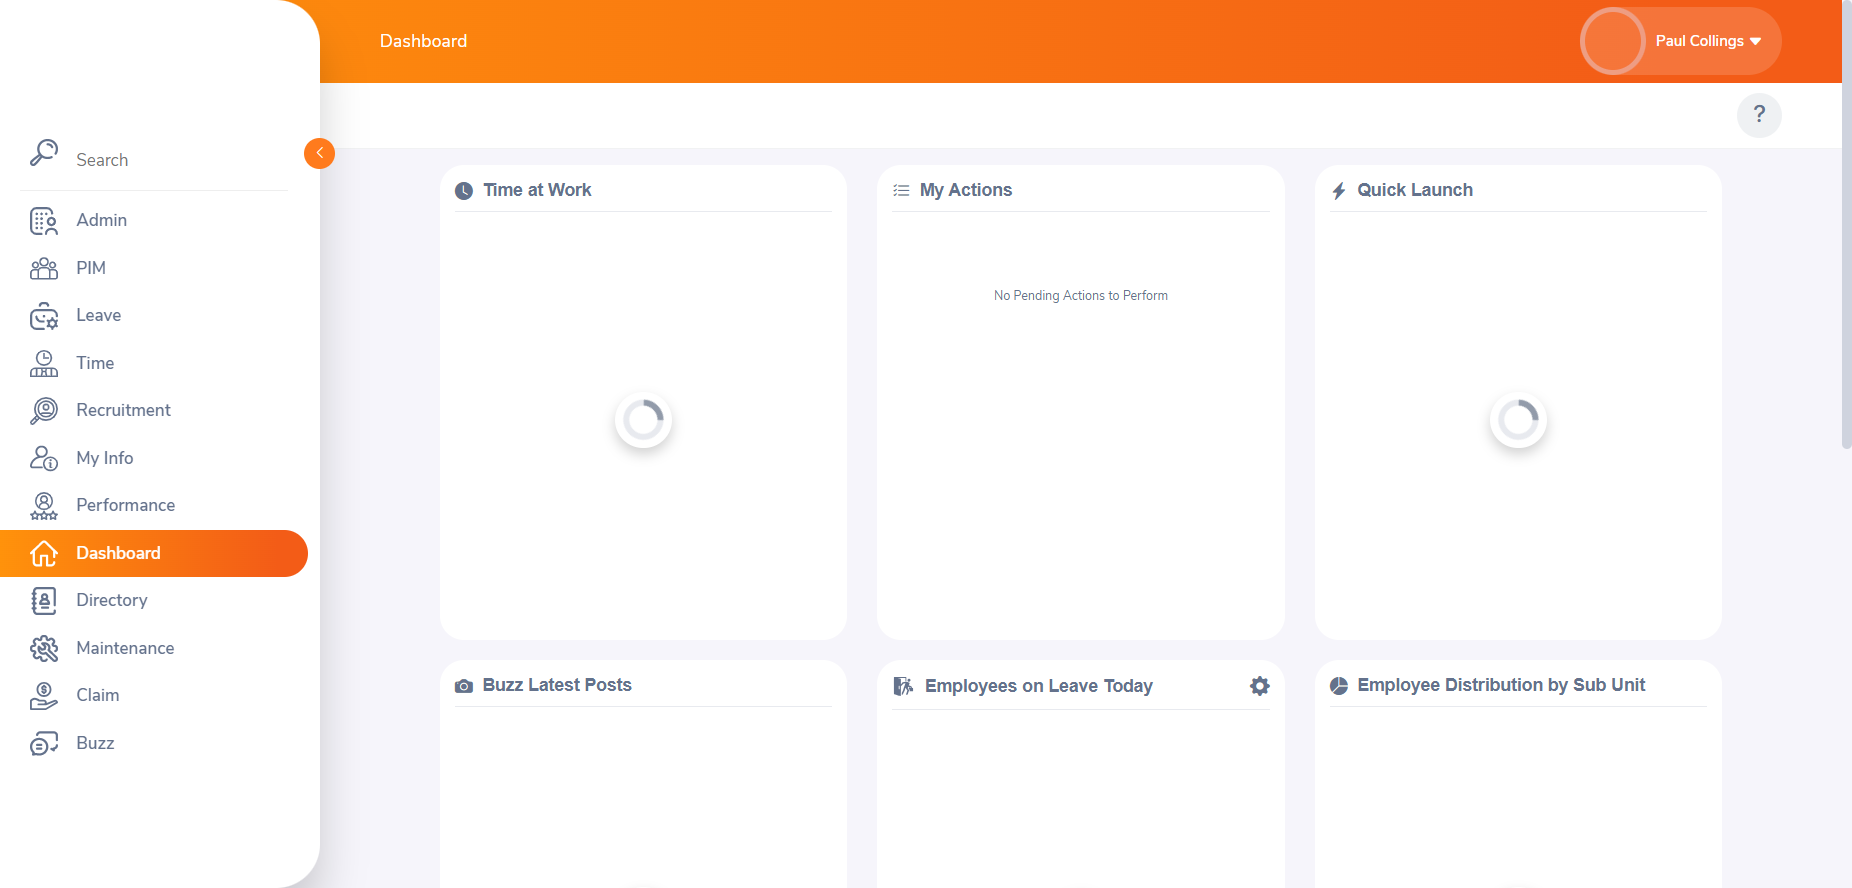 Dashboard
Paul Collings
?
Search
Admin
PIM
Leave
Time
Recruitment
My Info
Performance
Dashboard
Directory
Maintenance
Claim
Buzz
Time at Work
My Actions
No Pending Actions to Perform
Quick Launch
Buzz Latest Posts
Employees on Leave Today
Employee Distribution by Sub Unit